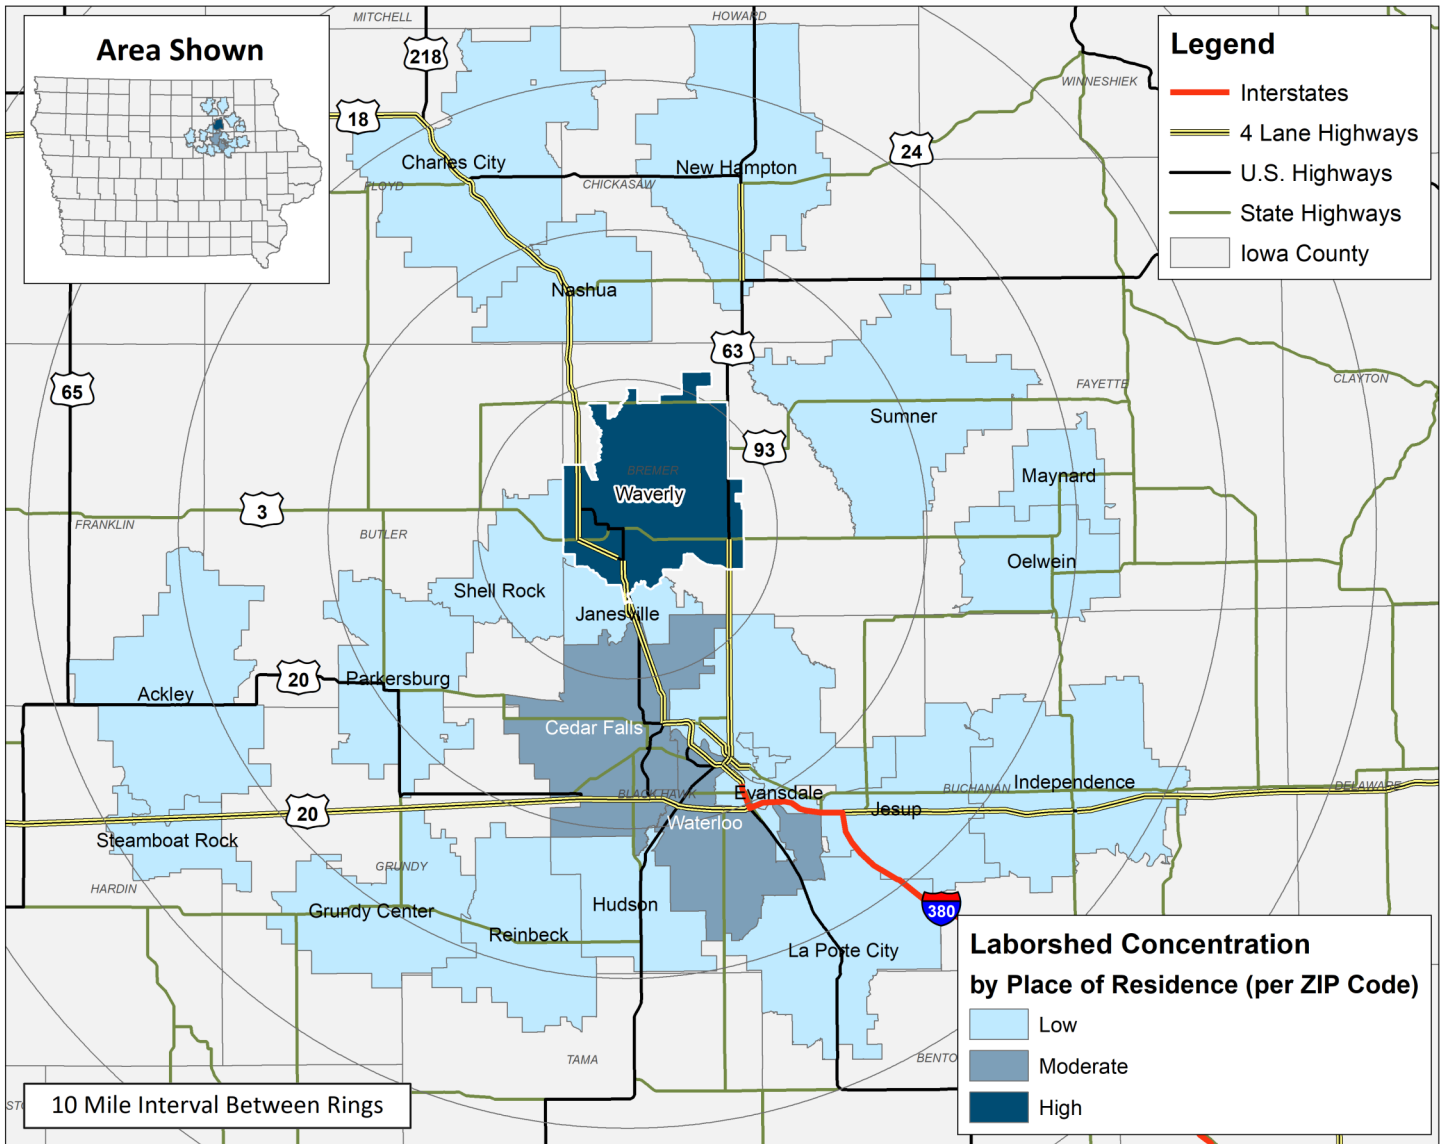 Area Shown
MITCHELL
HOWARD
218
18
WINNESHIEK
24
Charles City
New Hampton
FLOYD
CHICKASAW
Nashua
63
65
FAYETTE
CLAYTON
Sumner
93
BREMER
Waverly
Maynard
3
FRANKLIN
BUTLER
Oelwein
Shell Rock
Janesville
20
Parkersburg
Ackley
Cedar Falls
Independence
BUCHANAN
DELAWARE
Evansdale
BLACK HAWK
Jesup
20
Waterloo
Steamboat Rock
GRUNDY
HARDIN
Hudson
Grundy Center
380
Reinbeck
La Porte City
TAMA
BENTO
ST
10 Mile Interval Between Rings
Legend
Interstates
4 Lane Highways
U.S. Highways
State Highways
Iowa County
Laborshed Concentration
by Place of Residence (per ZIP Code)
Low
Moderate
High